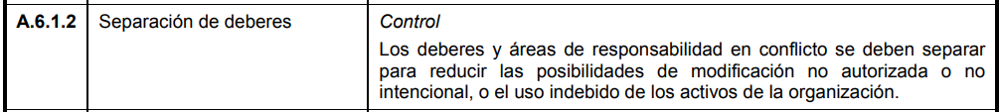 A.6.1.2 Separación de deberes Control
Los deberes y áreas de responsabilidad en conflicto se deben separar
para reducir las posibilidades de modificación no autorizada o no
intencional, o el uso indebido de los activos de la organización.